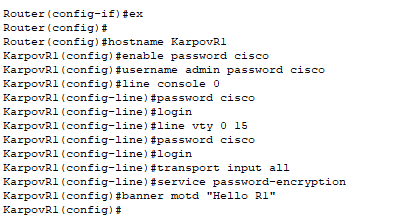 Router(config-if)#ex
Router(config)#
Router(config)#hostname KarpovR1
KarpovR1(config)#enable password cisco
KarpovR1(config)#username admin password cisco
KarpovR1(config)#line console 0
KarpovR1(config-line)#password cisco
KarpovR1(config-line)#login
KarpovR1(config-line)#line vty 0 15
KarpovR1(config-line)#password cisco
KarpovR1(config-line)#login
KarpovR1(config-line)#transport input all
KarpovR1(config-line)#service password-encryption
KarpovR1(config)#banner motd "Hello R1"
KarpovR1(config)#